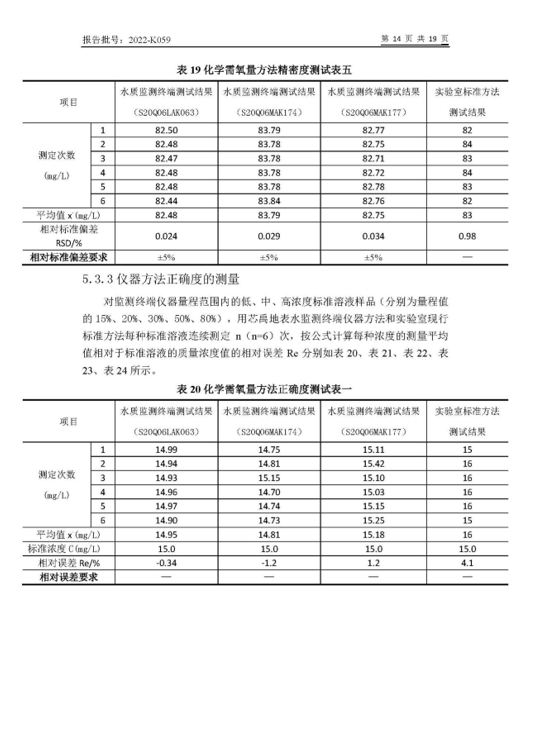 报告批号：2022-K059 第 14 页 共 19 页
表 19 化学需氧量方法精密度测试表五
项目 水质监测终端测试结果 水质监测终端测试结果 水质监测终端测试结果 实验室标准方法
（S20Q06LAK063） （S20Q06MAK174） （S20Q06MAK177） 测试结果
测定次数 (mg/L)
1 82.50 83.79 82.77 82
2 82.48 83.78 82.75 84
3 82.47 83.78 82.71 83
4 82.48 83.78 82.72 84
5 82.48 83.78 82.78 83
6 82.44 83.84 82.76 82
平均值 x (mg/L) 82.48 83.79 82.75 83
相对标准偏差 RSD/% 0.024 0.029 0.034 0.98
相对标准偏差要求 ±5% ±5% ±5% —
5.3.3 仪器方法正确度的测量
对监测终端仪器量程范围内的低、中、高浓度标准溶液样品（分别为量程值
的 15%、20%、30%、50%、80%），用芯禹地表水监测终端仪器方法和实验室现行
标准方法每种标准溶液连续测定 n（n=6）次，按公式计算每种浓度的测量平均
值相对于标准溶液的质量浓度值的相对误差 Re 分别如表 20、表 21、表 22、表
23、表 24 所示。
表 20 化学需氧量方法正确度测试表一
项目 水质监测终端测试结果 水质监测终端测试结果 水质监测终端测试结果 实验室标准方法
（S20Q06LAK063） （S20Q06MAK174） （S20Q06MAK177） 测试结果
测定次数 (mg/L)
1 14.99 14.75 15.11 15
2 14.94 14.81 15.42 16
3 14.93 15.15 15.10 16
4 14.96 14.70 15.03 16
5 14.97 14.74 15.15 16
6 14.90 14.73 15.25 15
平均值 x (mg/L) 14.95 14.81 15.18 16
标准浓度 C(mg/L) 15.0 15.0 15.0 15.0
相对误差 Re/% -0.34 -1.2 1.2 4.1
相对误差要求 — — — —